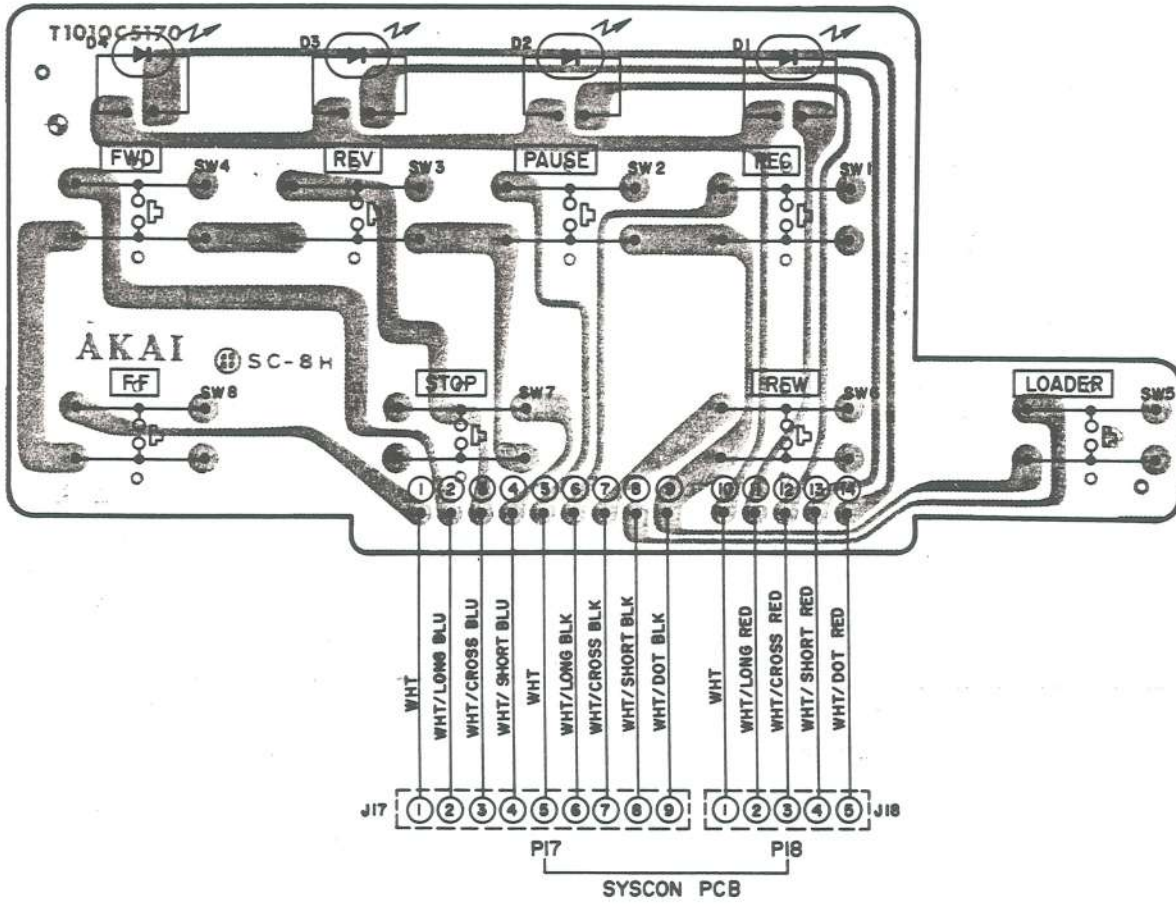 T1010C5170
D4 D3 D2 D1
FWD SW4 REV SW3 PAUSE SW2 REC SW1
AKAI SC-8H
FF SW8 STOP SW7 REW SW6 LOADER SW5
1 2 3 4 5 6 7 8 9 10 11 12 13 14
WHT
WHT/LONG BLU
WHT/CROSS BLU
WHT/SHORT BLU
WHT
WHT/LONG BLK
WHT/CROSS BLK
WHT/SHORT BLK
WHT/DOT BLK
WHT
WHT/LONG RED
WHT/CROSS RED
WHT/SHORT RED
WHT/DOT RED
J17 1 2 3 4 5 6 7 8 9 1 2 3 4 5 J18
P17 P18
SYSCON PCB